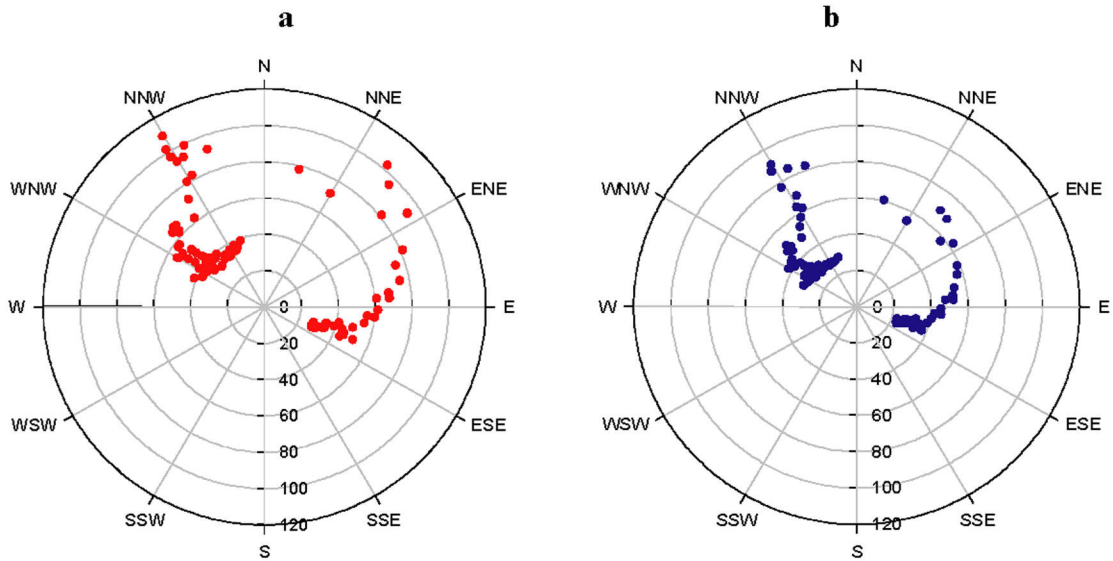 a b
N N
NNW NNE NNW NNE
WNW ENE WNW ENE
W 0 E W 0 E
20 20
40 40
WSW 60 ESE WSW 60 ESE
80 80
SSW 100 SSE SSW 100 SSE
120 120
S S